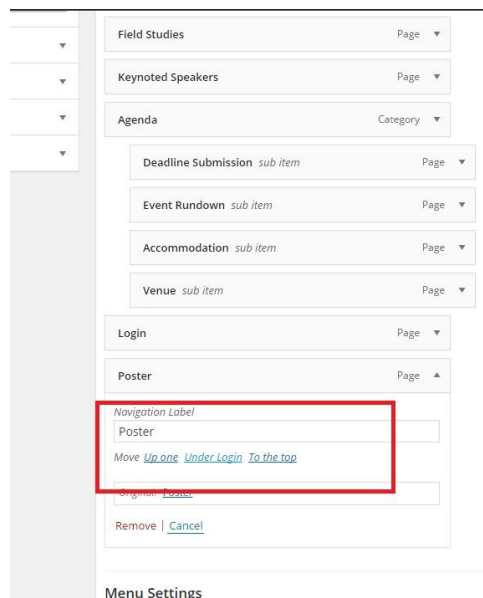 Field Studies Page
Keynoted Speakers Page
Agenda Category
Deadline Submission sub item Page
Event Rundown sub item Page
Accommodation sub item Page
Venue sub item Page
Login Page
Poster Page
Navigation Label
Poster
Move Up one Under Login To the top
Original: Poster
Remove | Cancel
Menu Settings